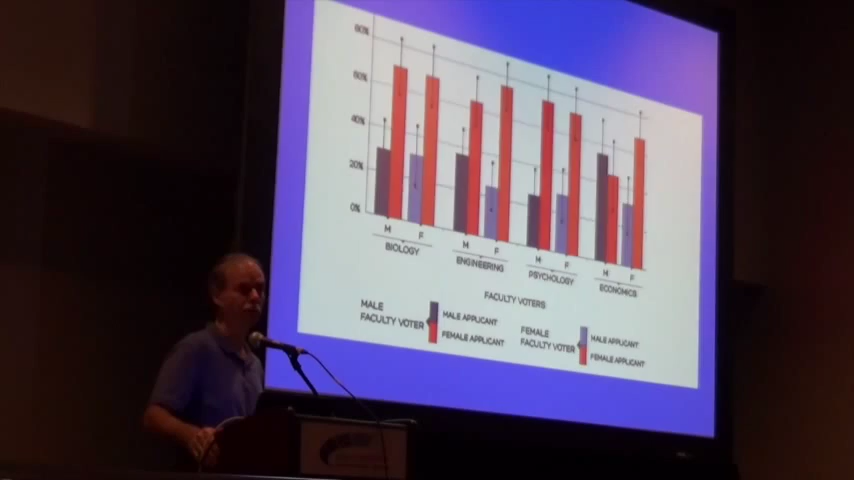 80%
60%
40%
20%
0%
M F M F M F M F
BIOLOGY ENGINEERING PSYCHOLOGY ECONOMICS
FACULTY VOTERS
MALE
FACULTY VOTER
MALE APPLICANT
FEMALE APPLICANT
FEMALE
FACULTY VOTER
MALE APPLICANT
FEMALE APPLICANT